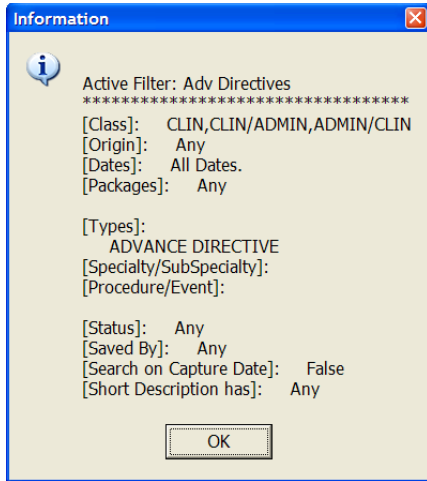 Information
Active Filter: Adv Directives
**********************************
[Class]: CLIN,CLIN/ADMIN,ADMIN/CLIN
[Origin]: Any
[Dates]: All Dates.
[Packages]: Any
[Types]:
ADVANCE DIRECTIVE
[Specialty/SubSpecialty]:
[Procedure/Event]:
[Status]: Any
[Saved By]: Any
[Search on Capture Date]: False
[Short Description has]: Any
OK